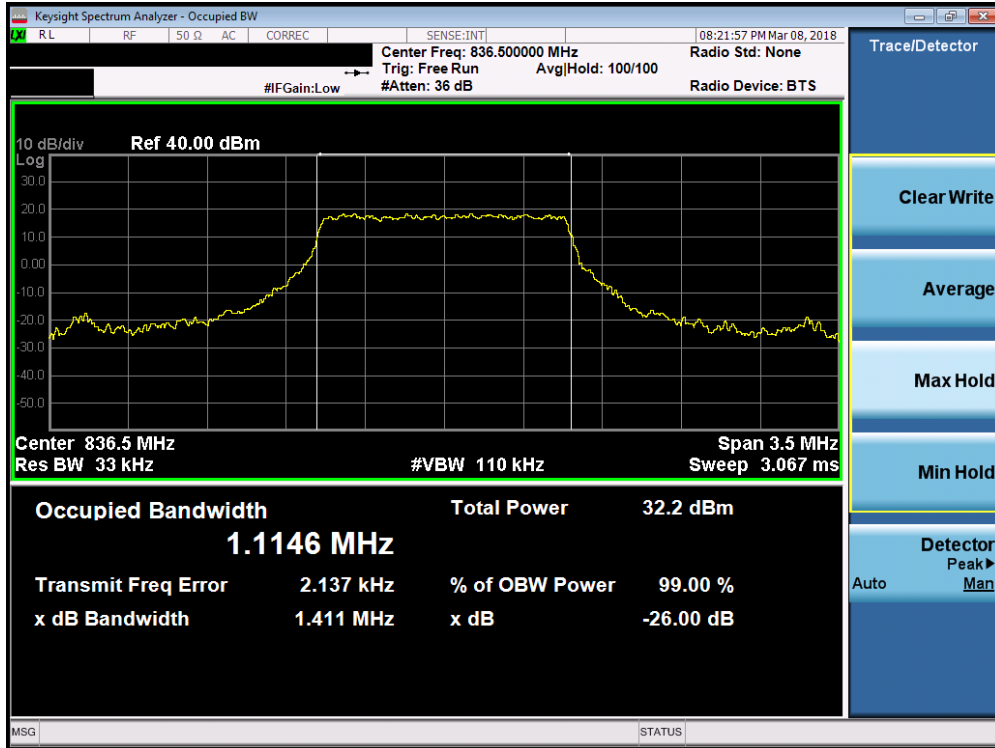 Keysight Spectrum Analyzer - Occupied BW
LXI RL RF 50 Ω AC CORREC SENSE:INT 08:21:57 PM Mar 08, 2018
Center Freq: 836.500000 MHz Radio Std: None
Trig: Free Run Avg|Hold: 100/100
#IFGain:Low #Atten: 36 dB Radio Device: BTS
10 dB/div Ref 40.00 dBm
Log
30.0
20.0
10.0
0.00
-10.0
-20.0
-30.0
-40.0
-50.0
Center 836.5 MHz Span 3.5 MHz
Res BW 33 kHz #VBW 110 kHz Sweep 3.067 ms
Occupied Bandwidth Total Power 32.2 dBm
1.1146 MHz
Transmit Freq Error 2.137 kHz % of OBW Power 99.00 %
x dB Bandwidth 1.411 MHz x dB -26.00 dB
Trace/Detector
Clear Write
Average
Max Hold
Min Hold
Detector
Peak▶
Auto Man
MSG STATUS